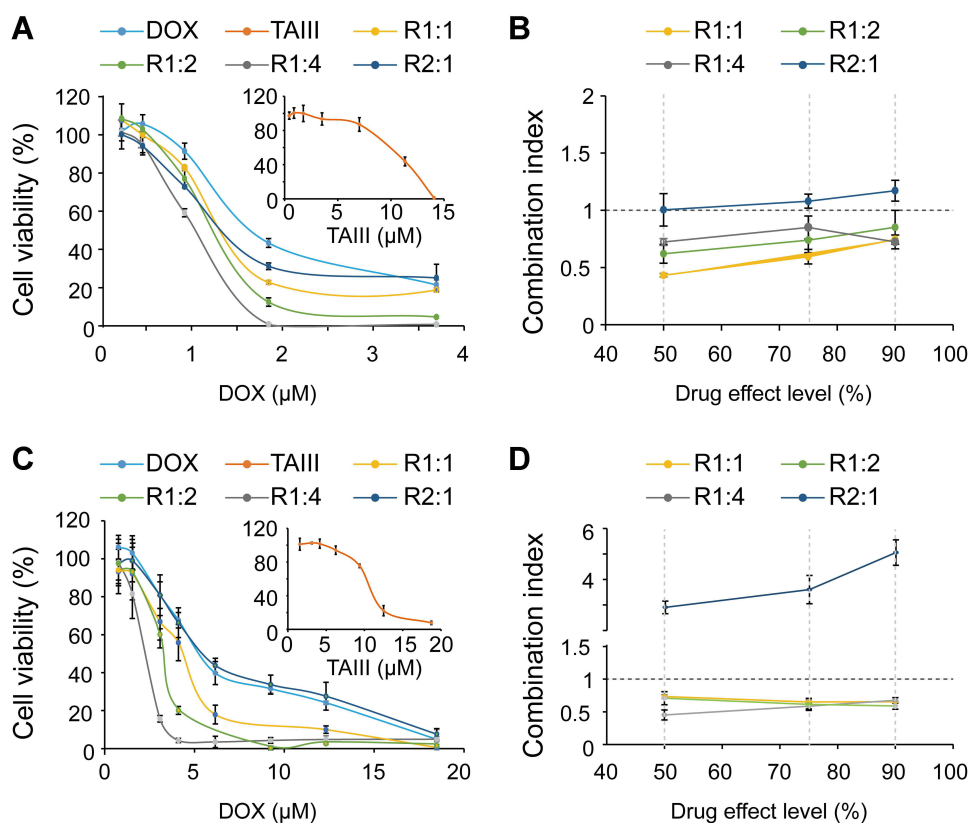 A
DOX TAIII R1:1
R1:2 R1:4 R2:1
120
100
80
60
40
20
0
Cell viability (%)
0 1 2 3 4
DOX (µM)
120
80
40
0
0 5 10 15
TAIII (µM)
B
R1:1 R1:2
R1:4 R2:1
2
1.5
1
0.5
0
Combination index
40 50 60 70 80 90 100
Drug effect level (%)
C
DOX TAIII R1:1
R1:2 R1:4 R2:1
120
100
80
60
40
20
0
Cell viability (%)
0 5 10 15 20
DOX (µM)
120
80
40
0
0 5 10 15 20
TAIII (µM)
D
R1:1 R1:2
R1:4 R2:1
6
4
1.5
1
0.5
0
Combination index
40 50 60 70 80 90 100
Drug effect level (%)